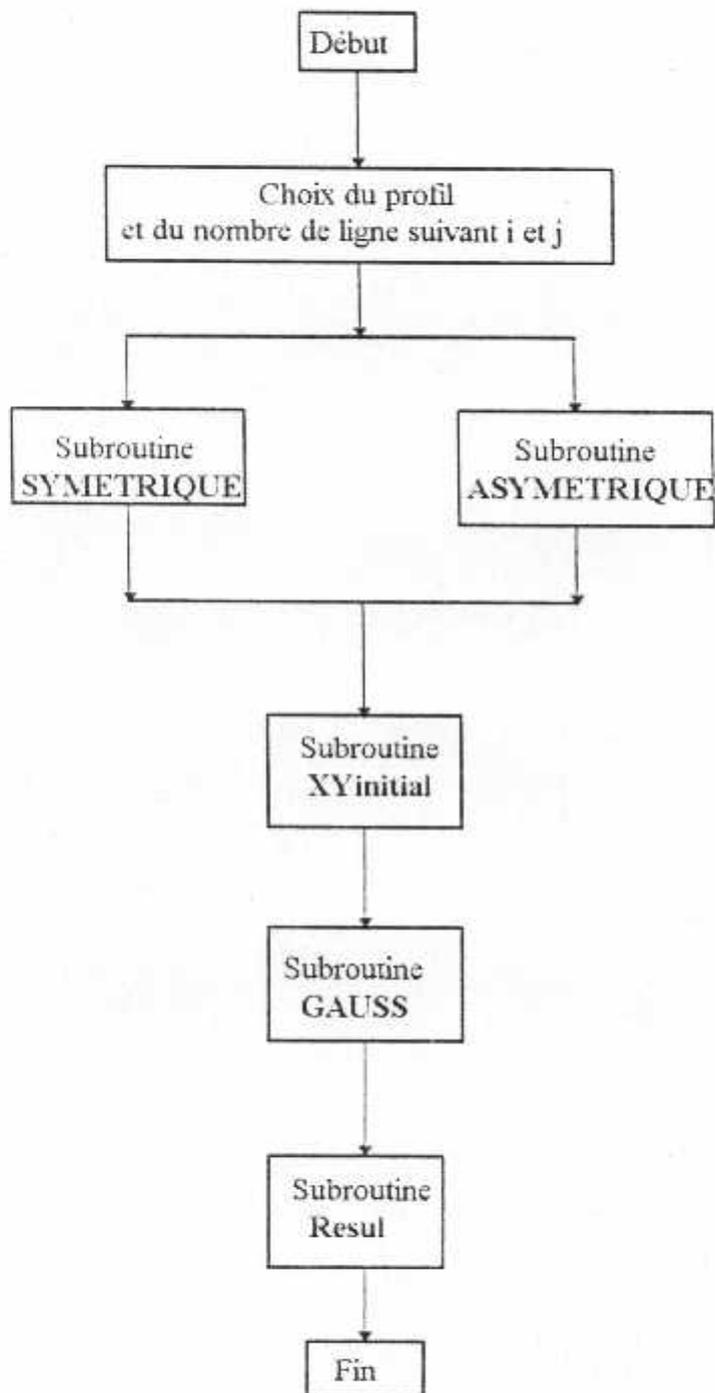 Début
Choix du profil
et du nombre de ligne suivant i et j
Subroutine
SYMETRIQUE
Subroutine
ASYMETRIQUE
Subroutine
XYinitial
Subroutine
GAUSS
Subroutine
Resul
Fin